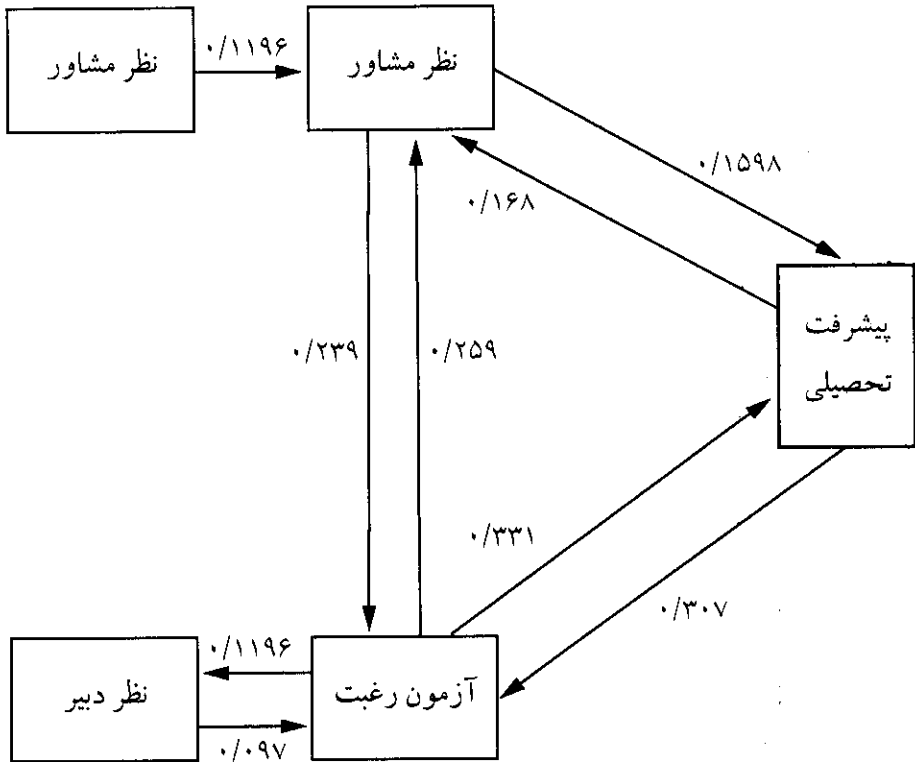 نظر مشاور
۰/۱۱۹۶
نظر مشاور
۰/۱۵۹۸
۰/۱۶۸
پیشرفت
تحصیلی
۰/۲۳۹
۰/۲۵۹
۰/۳۳۱
۰/۳۰۷
نظر دبیر
۰/۱۱۹۶
۰/۰۹۷
آزمون رغبت